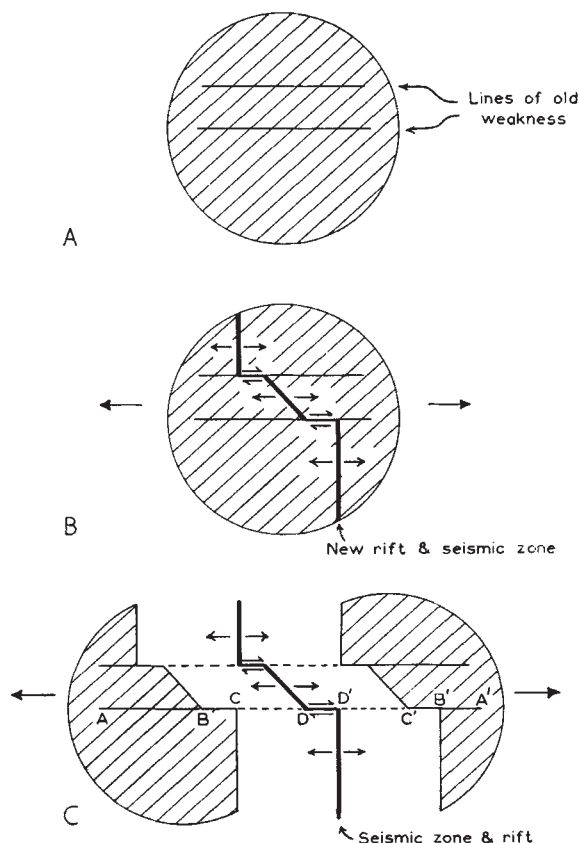 Lines of old
weakness
A
B
New rift & seismic zone
A B' C D D' C' B' A'
C
Seismic zone & rift